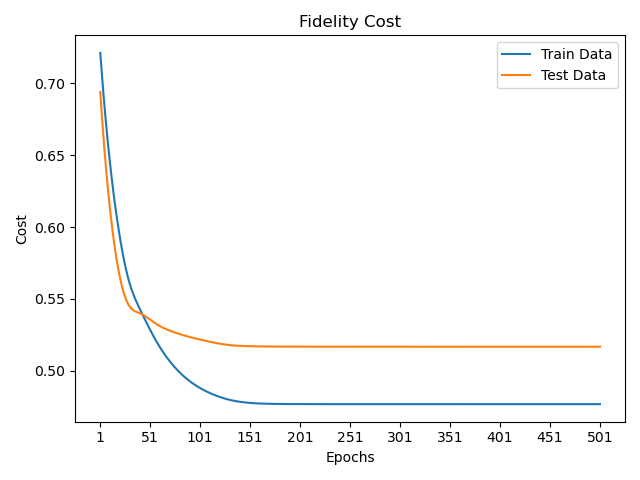 Fidelity Cost
Train Data
Test Data
Cost
0.70
0.65
0.60
0.55
0.50
1 51 101 151 201 251 301 351 401 451 501
Epochs